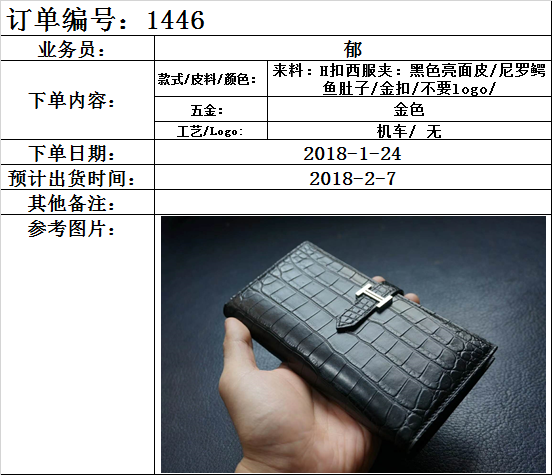 订单编号：1446
业务员：
郁
下单内容：
款式/皮料/颜色：
来料：H扣西服夹：黑色亮面皮/尼罗鳄
鱼肚子/金扣/不要logo/
五金：
金色
工艺/Logo:
机车/ 无
下单日期：
2018-1-24
预计出货时间：
2018-2-7
其他备注：
参考图片：